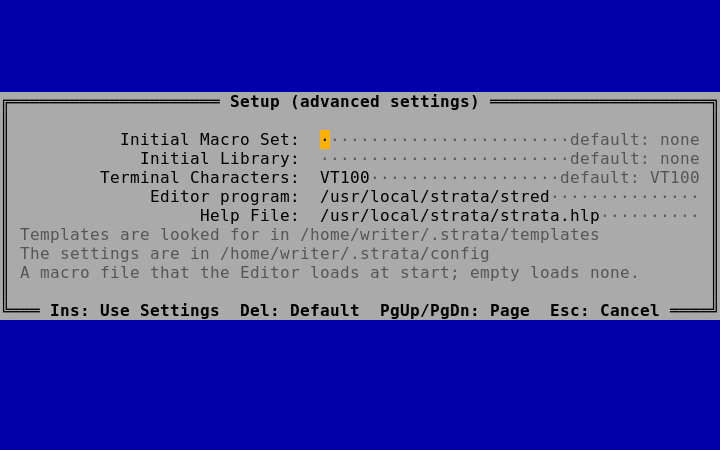 Setup (advanced settings)
Initial Macro Set: ·························default: none
Initial Library: ·························default: none
Terminal Characters: VT100···················default: VT100
Editor program: /usr/local/strata/stred···············
Help File: /usr/local/strata/strata.hlp··········
Templates are looked for in /home/writer/.strata/templates
The settings are in /home/writer/.strata/config
A macro file that the Editor loads at start; empty loads none.
Ins: Use Settings  Del: Default  PgUp/PgDn: Page  Esc: Cancel